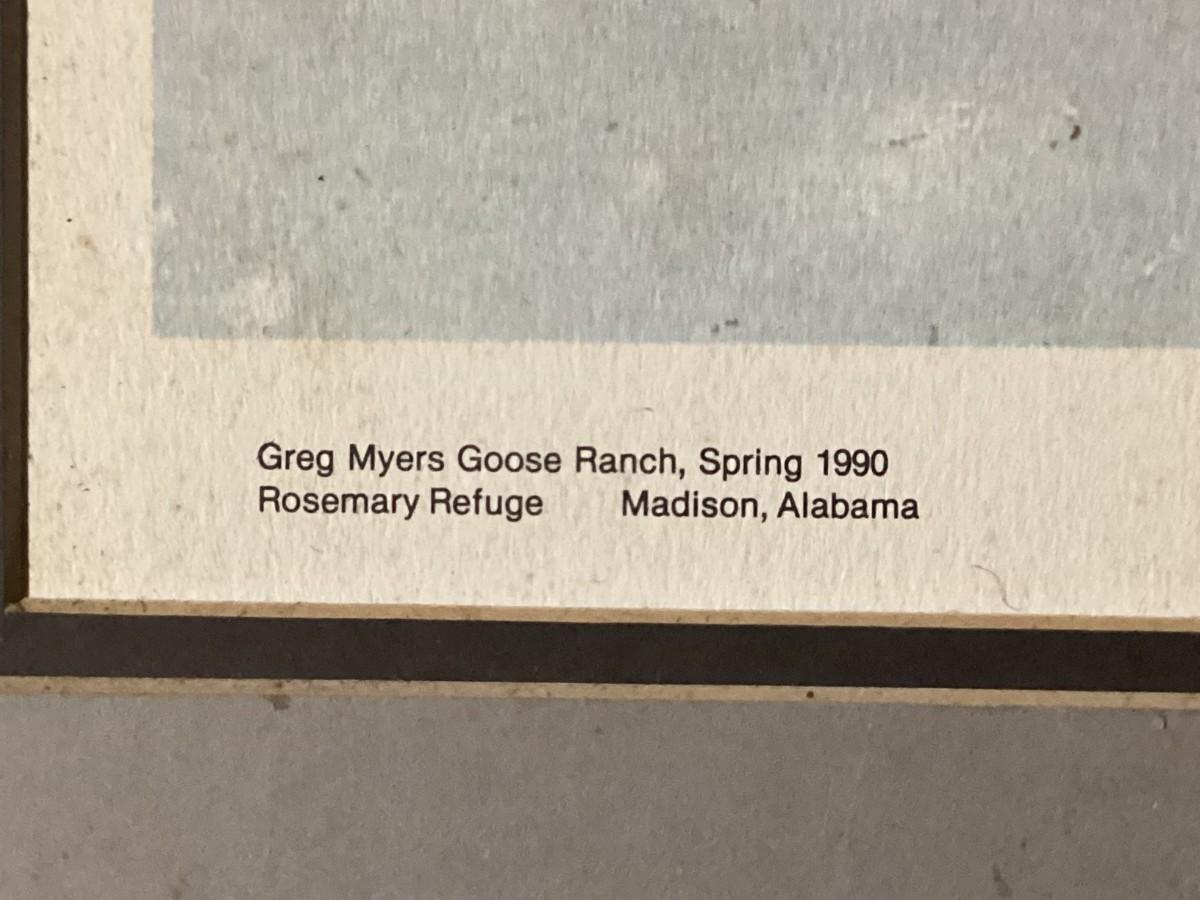 Greg Myers Goose Ranch, Spring 1990
Rosemary Refuge Madison, Alabama